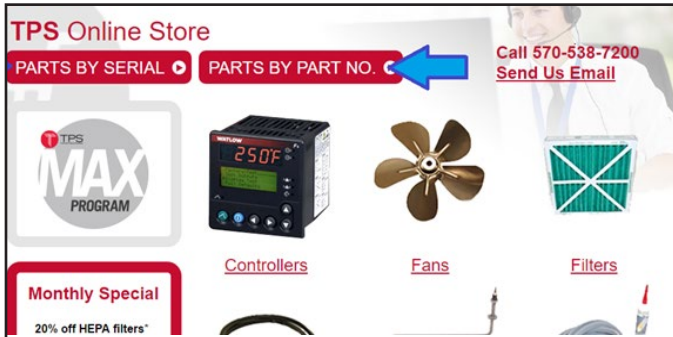 TPS Online Store
PARTS BY SERIAL
PARTS BY PART NO.
Call 570-538-7200
Send Us Email
TPS
MAX
PROGRAM
WATLOW
250°F
Controllers
Fans
Filters
Monthly Special
20% off HEPA filters*